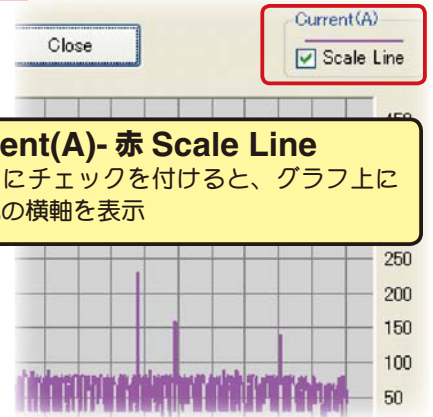 Current(A)
Close
Scale Line
ent(A)- 赤 Scale Line
にチェックを付けると、グラフ上に
の横軸を表示
250
200
150
100
50